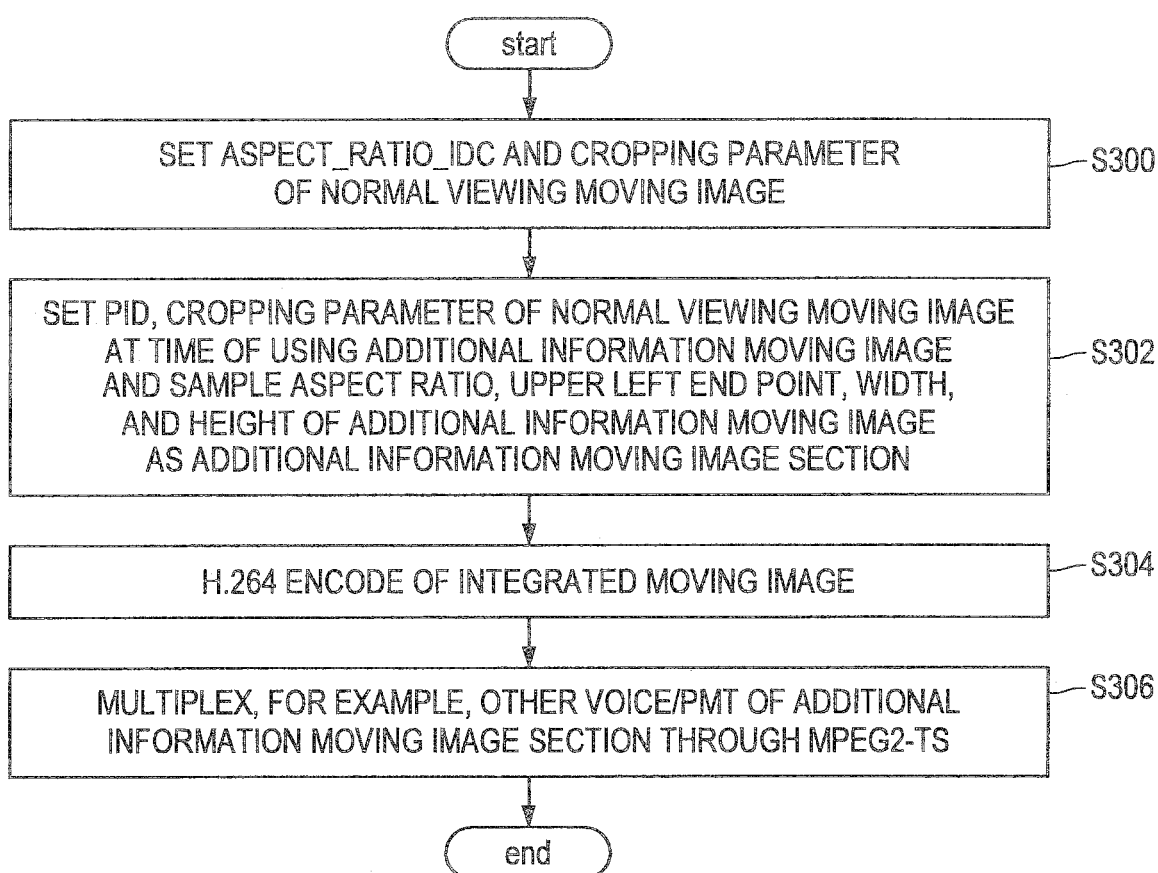 start
SET ASPECT_RATIO_IDC AND CROPPING PARAMETER
OF NORMAL VIEWING MOVING IMAGE
S300
SET PID, CROPPING PARAMETER OF NORMAL VIEWING MOVING IMAGE
AT TIME OF USING ADDITIONAL INFORMATION MOVING IMAGE
AND SAMPLE ASPECT RATIO, UPPER LEFT END POINT, WIDTH,
AND HEIGHT OF ADDITIONAL INFORMATION MOVING IMAGE
AS ADDITIONAL INFORMATION MOVING IMAGE SECTION
S302
H.264 ENCODE OF INTEGRATED MOVING IMAGE
S304
MULTIPLEX, FOR EXAMPLE, OTHER VOICE/PMT OF ADDITIONAL
INFORMATION MOVING IMAGE SECTION THROUGH MPEG2-TS
S306
end